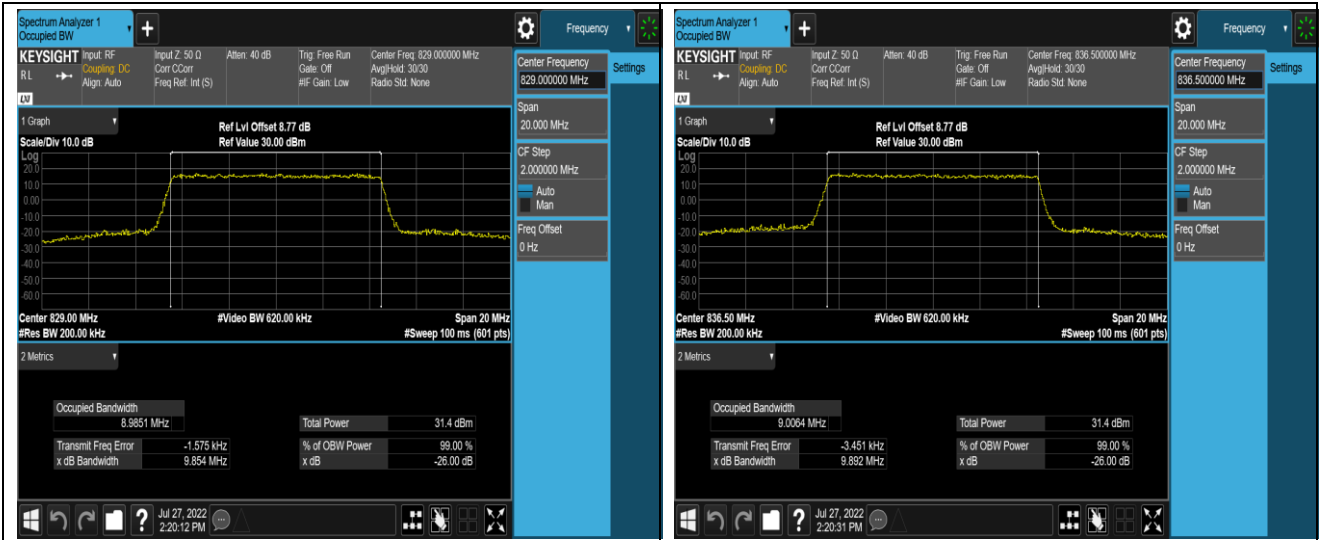 Spectrum Analyzer 1
Occupied BW
+
Frequency
KEYSIGHT Input: RF Input Z: 50 Ω Atten: 40 dB Trig: Free Run Center Freq: 829.000000 MHz
Coupling: DC Corr CCorr Gate: Off Avg|Hold: 30/30
RL Align: Auto Freq Ref: Int (S) #IF Gain: Low Radio Std: None
LXI
Center Frequency
829.000000 MHz
Settings
Span
20.000 MHz
CF Step
2.000000 MHz
Auto
Man
Freq Offset
0 Hz
1 Graph
Ref Lvl Offset 8.77 dB
Scale/Div 10.0 dB Ref Value 30.00 dBm
Log
20.0
10.0
0.00
-10.0
-20.0
-30.0
-40.0
-50.0
-60.0
Center 829.00 MHz #Video BW 620.00 kHz Span 20 MHz
#Res BW 200.00 kHz #Sweep 100 ms (601 pts)
2 Metrics
Occupied Bandwidth
8.9851 MHz Total Power 31.4 dBm
Transmit Freq Error -1.575 kHz % of OBW Power 99.00 %
x dB Bandwidth 9.854 MHz x dB -26.00 dB
?
Jul 27, 2022
2:20:12 PM
Spectrum Analyzer 1
Occupied BW
+
Frequency
KEYSIGHT Input: RF Input Z: 50 Ω Atten: 40 dB Trig: Free Run Center Freq: 836.500000 MHz
Coupling: DC Corr CCorr Gate: Off Avg|Hold: 30/30
RL Align: Auto Freq Ref: Int (S) #IF Gain: Low Radio Std: None
LXI
Center Frequency
836.500000 MHz
Settings
Span
20.000 MHz
CF Step
2.000000 MHz
Auto
Man
Freq Offset
0 Hz
1 Graph
Ref Lvl Offset 8.77 dB
Scale/Div 10.0 dB Ref Value 30.00 dBm
Log
20.0
10.0
0.00
-10.0
-20.0
-30.0
-40.0
-50.0
-60.0
Center 836.50 MHz #Video BW 620.00 kHz Span 20 MHz
#Res BW 200.00 kHz #Sweep 100 ms (601 pts)
2 Metrics
Occupied Bandwidth
9.0064 MHz Total Power 31.4 dBm
Transmit Freq Error -3.451 kHz % of OBW Power 99.00 %
x dB Bandwidth 9.892 MHz x dB -26.00 dB
?
Jul 27, 2022
2:20:31 PM